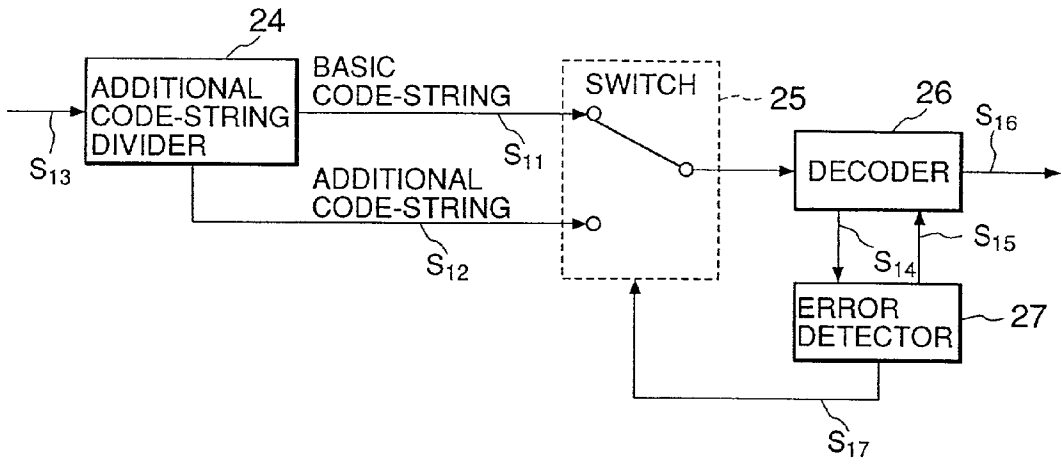 24
ADDITIONAL
CODE-STRING
DIVIDER
S13
BASIC
CODE-STRING
S11
ADDITIONAL
CODE-STRING
S12
SWITCH
25
26
DECODER
S16
S14
S15
ERROR
DETECTOR
27
S17